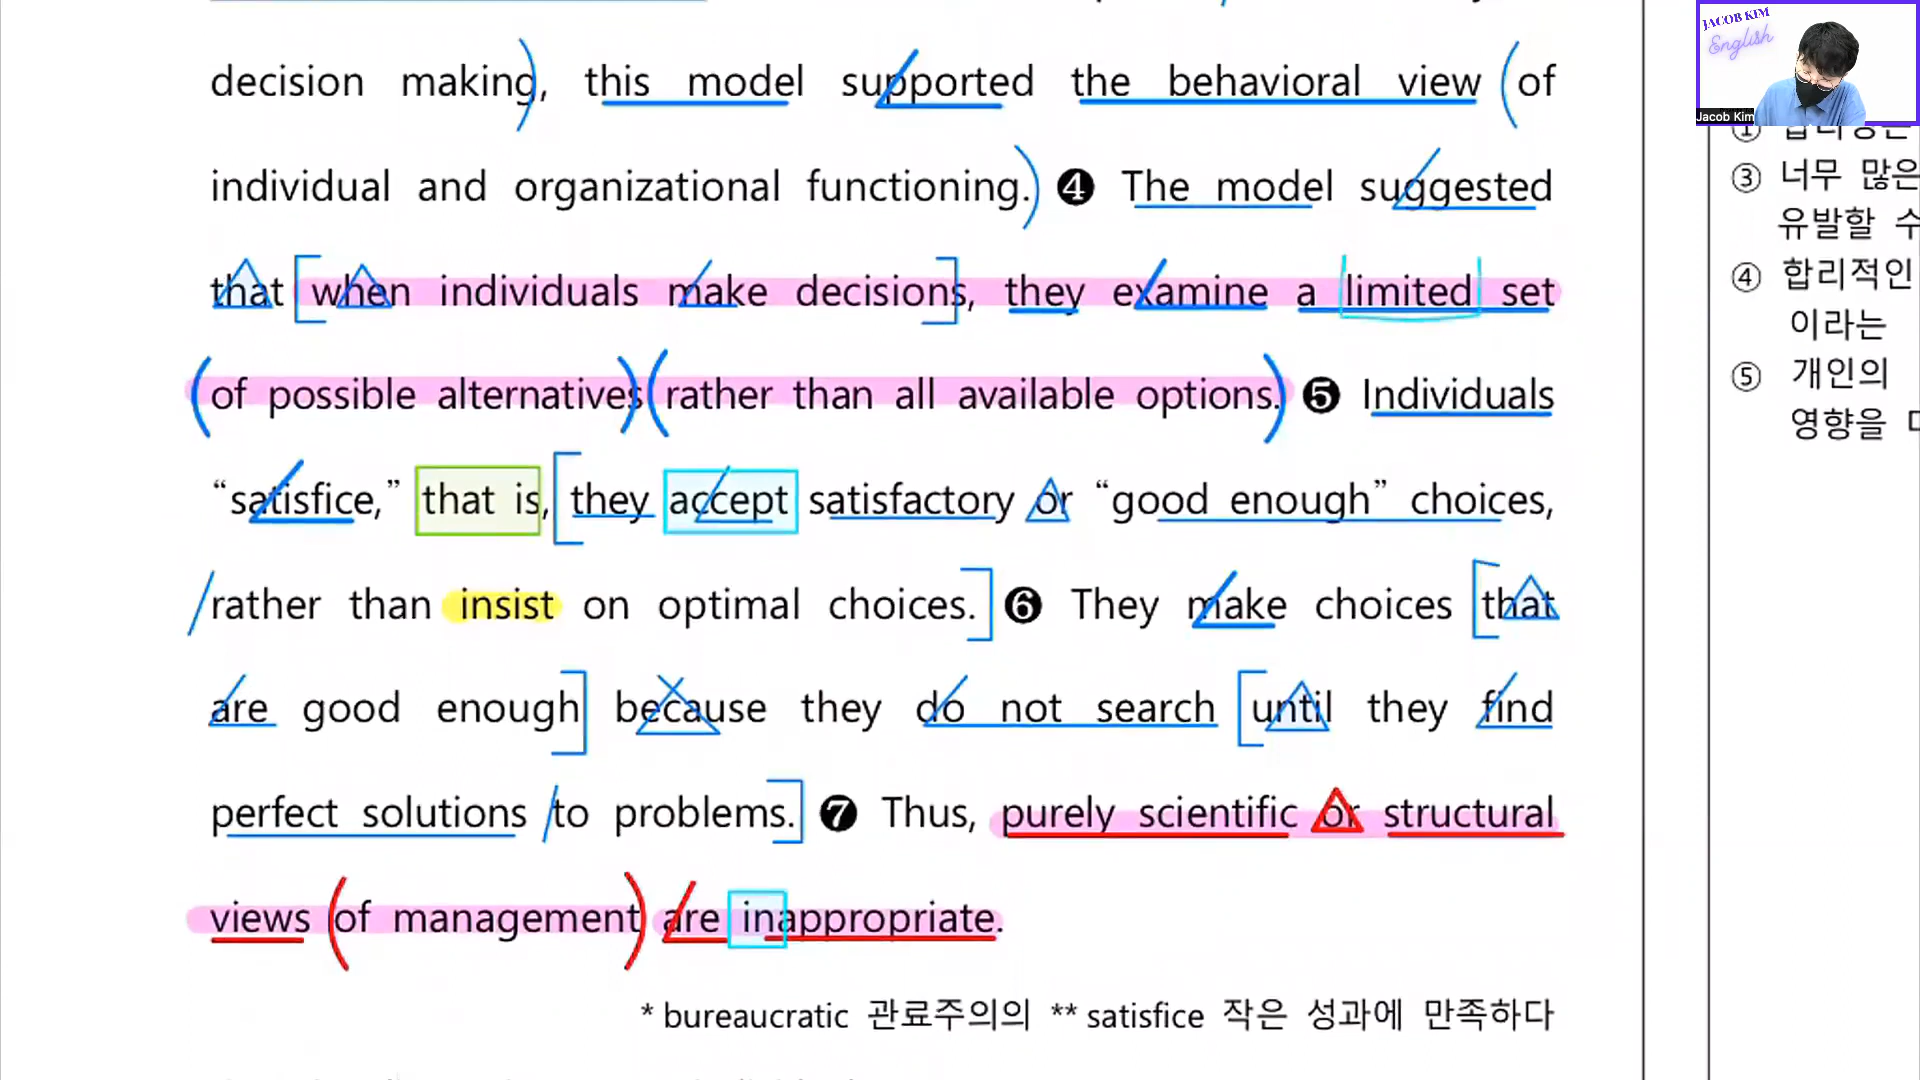 decision making), this model supported the behavioral view (of
individual and organizational functioning.) ❹ The model suggested
that [when individuals make decisions], they examine a limited set
(of possible alternatives) (rather than all available options.) ❺ Individuals
“satisfice,” that is, [they accept satisfactory or “good enough” choices,
/rather than insist on optimal choices.] ❻ They make choices [that
are good enough] because they do not search [until they find
perfect solutions /to problems.] ❼ Thus, purely scientific or structural
views (of management) are inappropriate.
* bureaucratic 관료주의의 ** satisfice 작은 성과에 만족하다
JACOB KIM
English
Jacob Kim
①
③ 너무 많은
유발할 수
④ 합리적인
이라는
⑤ 개인의
영향을